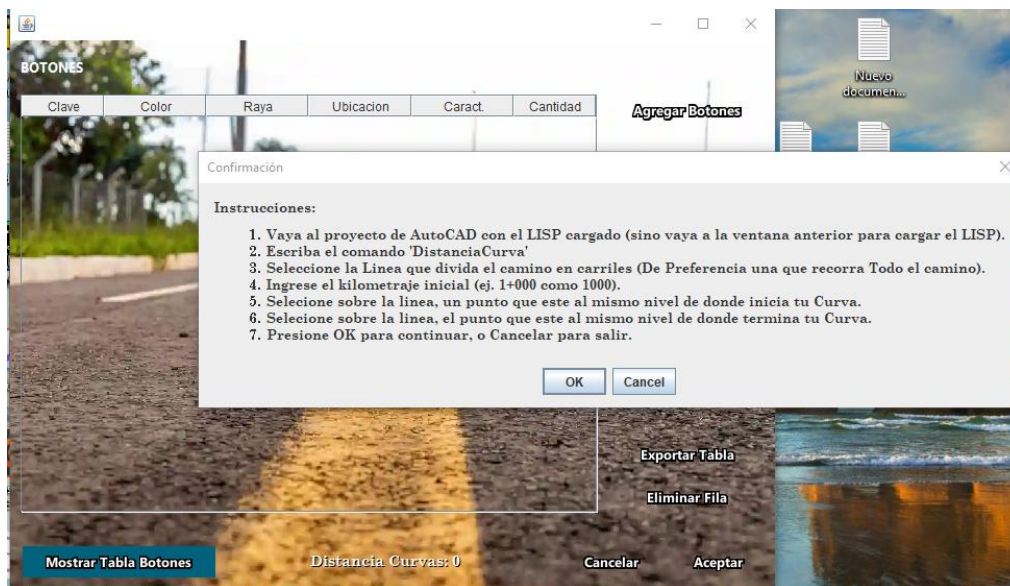 BOTONES
Clave Color Raya Ubicacion Caract. Cantidad
Agregar Botones
Nuevo
documen...
Confirmación
Instrucciones:
1. Vaya al proyecto de AutoCAD con el LISP cargado (sino vaya a la ventana anterior para cargar el LISP).
2. Escriba el comando 'DistanciaCurva'
3. Seleccione la Linea que divida el camino en carriles (De Preferencia una que recorra Todo el camino).
4. Ingrese el kilometraje inicial (ej. 1+000 como 1000).
5. Selecione sobre la linea, un punto que este al mismo nivel de donde inicia tu Curva.
6. Selecione sobre la linea, el punto que este al mismo nivel de donde termina tu Curva.
7. Presione OK para continuar, o Cancelar para salir.
OK Cancel
Exportar Tabla
Eliminar Fila
Mostrar Tabla Botones Distancia Curvas: 0 Cancelar Aceptar